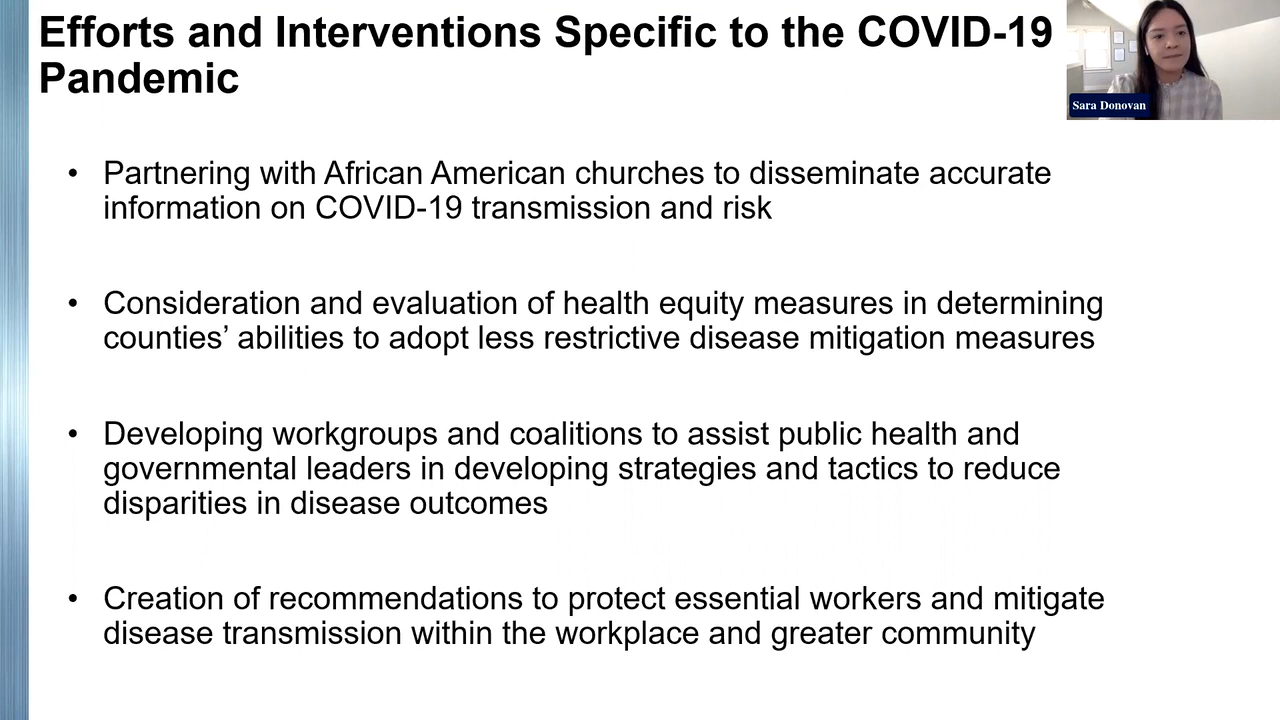 Efforts and Interventions Specific to the COVID-19
Pandemic
Sara Donovan
• Partnering with African American churches to disseminate accurate
information on COVID-19 transmission and risk
• Consideration and evaluation of health equity measures in determining
counties’ abilities to adopt less restrictive disease mitigation measures
• Developing workgroups and coalitions to assist public health and
governmental leaders in developing strategies and tactics to reduce
disparities in disease outcomes
• Creation of recommendations to protect essential workers and mitigate
disease transmission within the workplace and greater community